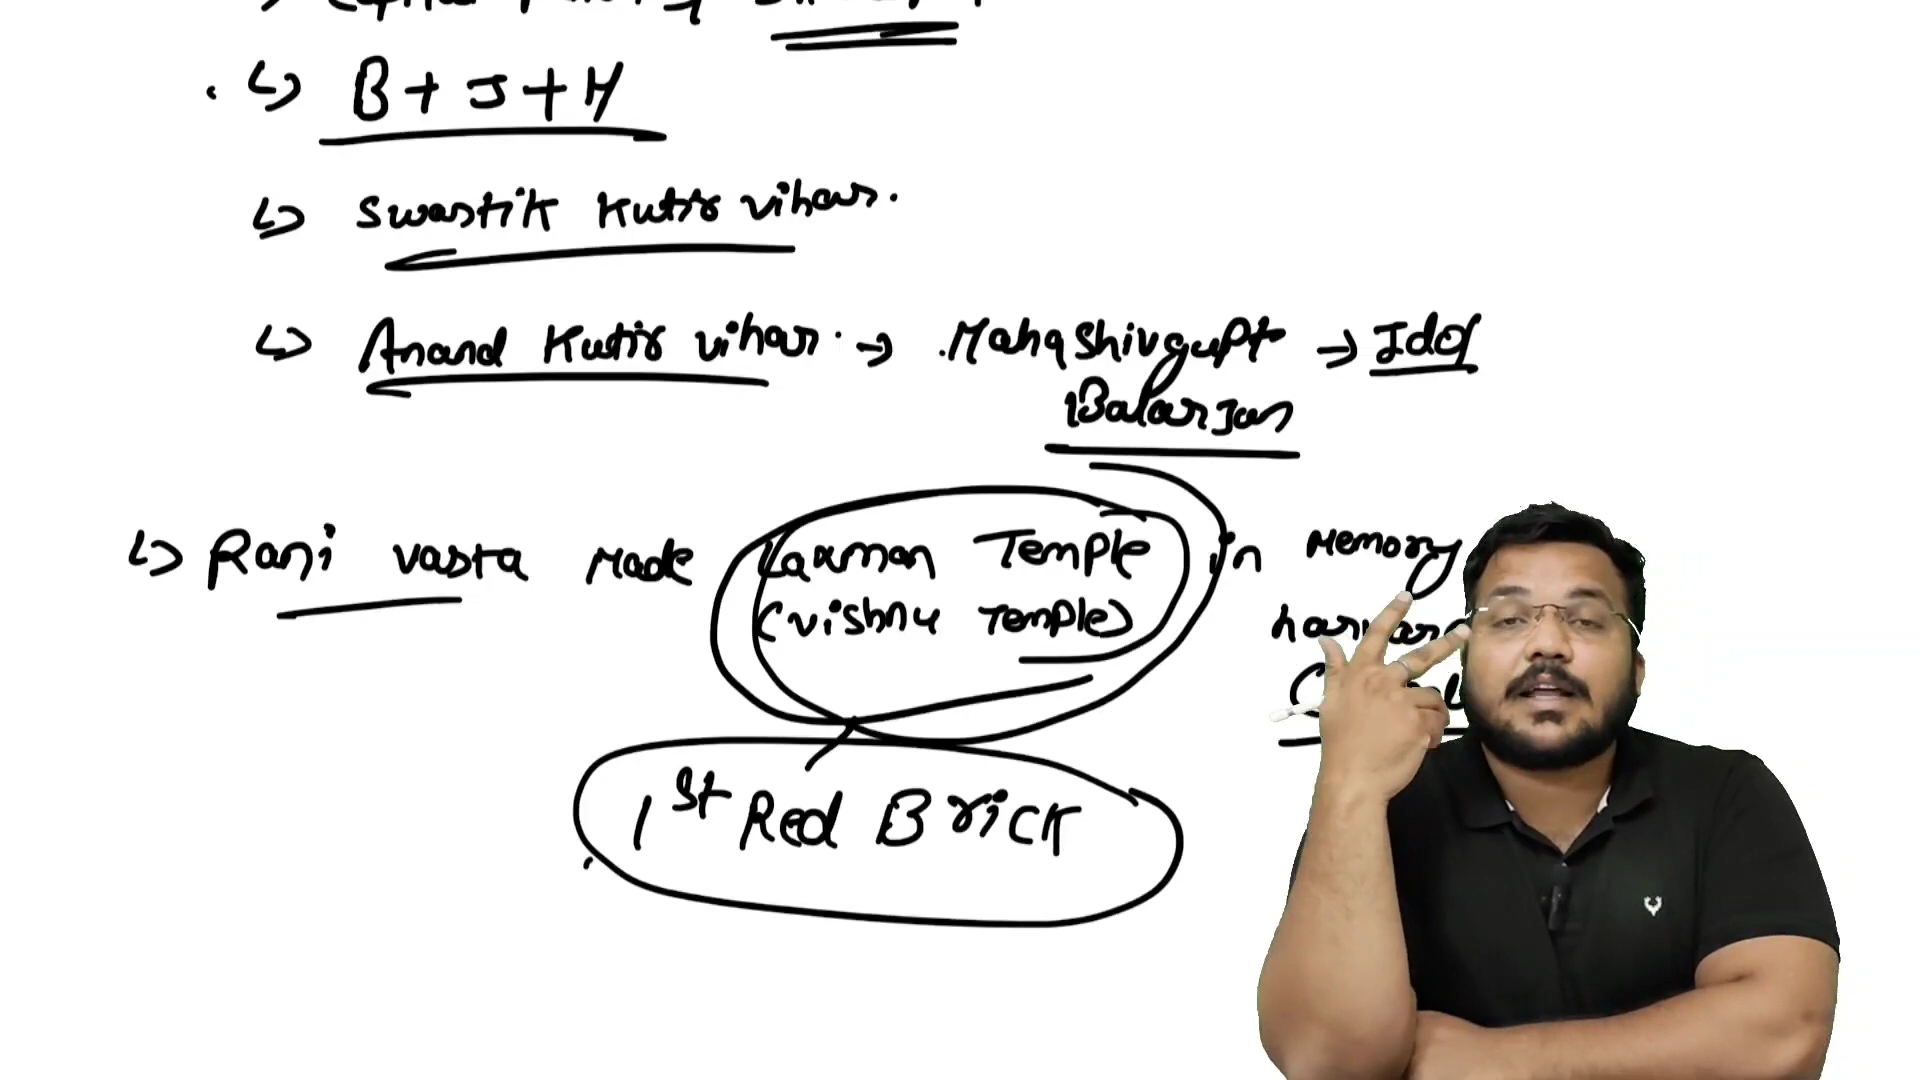 B + J + H
Swastik Kutir vihar.
Anand Kutir vihar. → Mahashivgupt → Idol
Balarjan
Rani vasta made Laxman Temple in memory
(vishnu Temple)
1st Red Brick